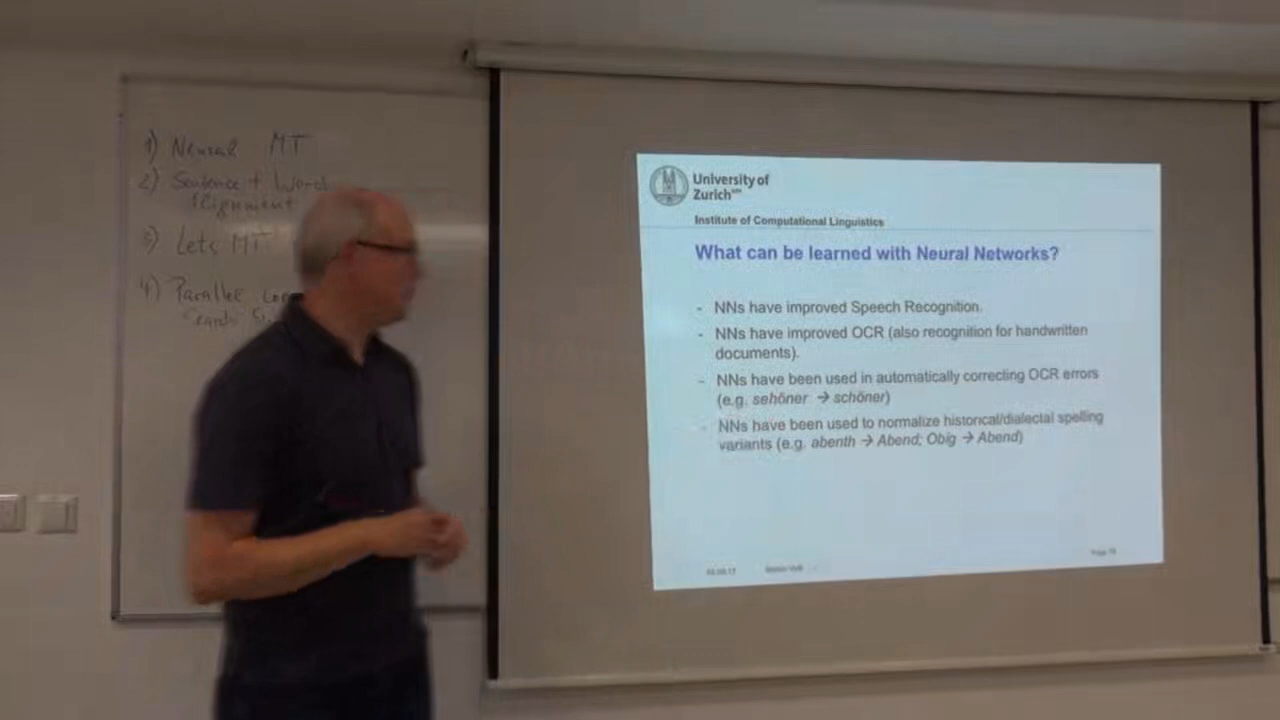 1) Neural MT
2) Sentence + Word
Alignment
3) Lets MT
4) Parallel
University of
Zurich
Institute of Computational Linguistics
What can be learned with Neural Networks?
- NNs have improved Speech Recognition.
- NNs have improved OCR (also recognition for handwritten
documents).
- NNs have been used in automatically correcting OCR errors
(e.g. sehöner → schöner)
- NNs have been used to normalize historical/dialectal spelling
variants (e.g. abenth → Abend; Obig → Abend)